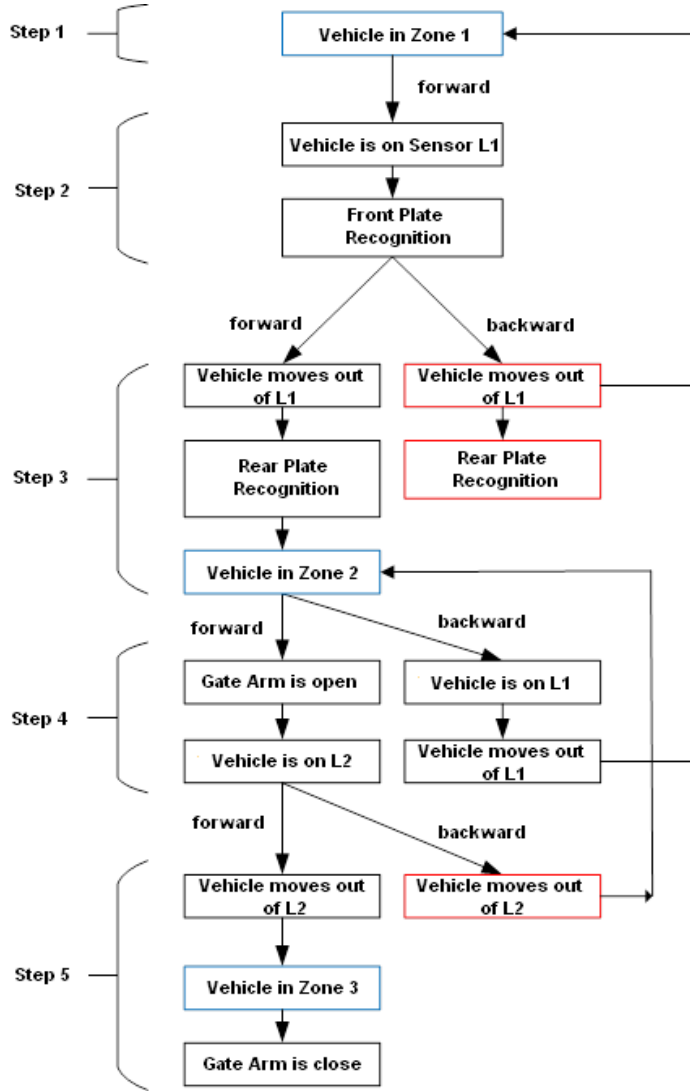 Step 1
Vehicle in Zone 1
forward
Step 2
Vehicle is on Sensor L1
Front Plate
Recognition
forward
backward
Step 3
Vehicle moves out
of L1
Vehicle moves out
of L1
Rear Plate
Recognition
Rear Plate
Recognition
Vehicle in Zone 2
forward
backward
Step 4
Gate Arm is open
Vehicle is on L1
Vehicle is on L2
Vehicle moves out
of L1
forward
backward
Step 5
Vehicle moves out
of L2
Vehicle moves out
of L2
Vehicle in Zone 3
Gate Arm is close